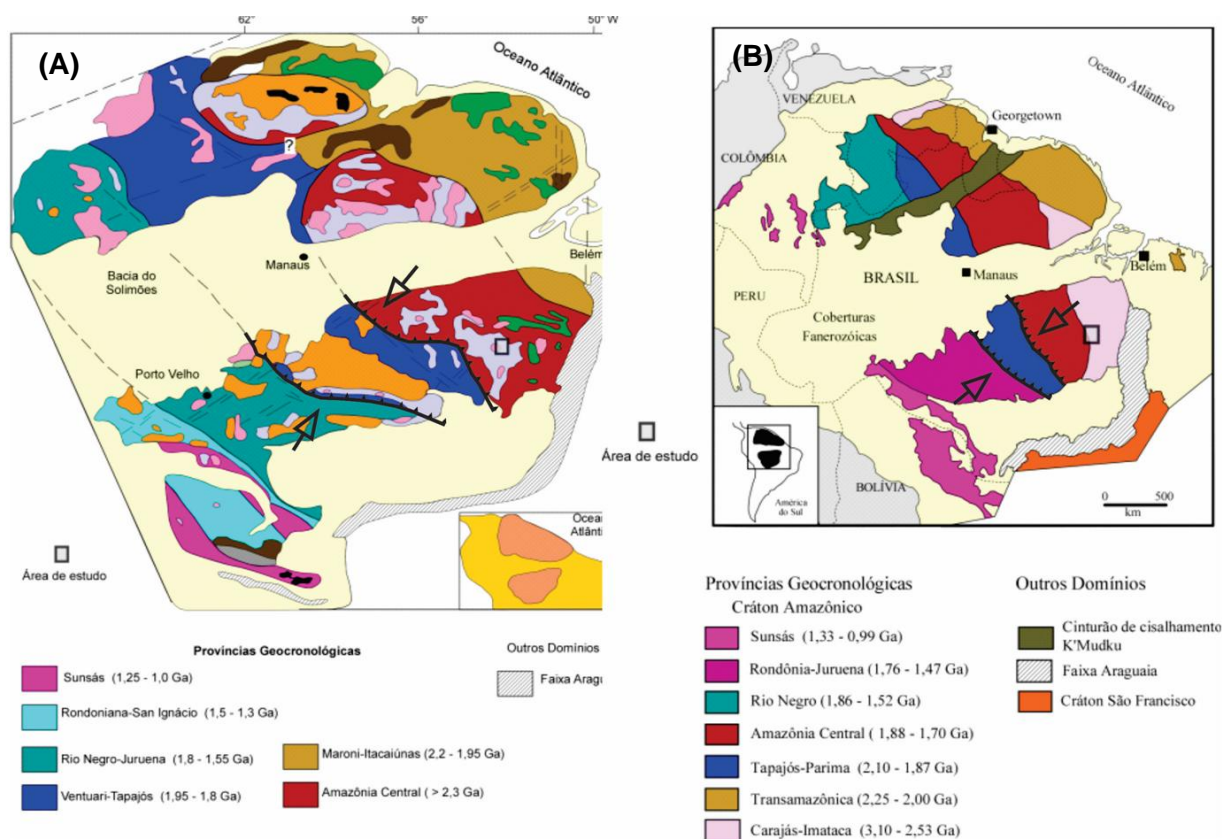 (A)
62°
56°
50° W
Oceano Atlântico
?
Manaus
Belém
Bacia do
Solimões
Porto Velho
Área de estudo
Ocea
Atlânti
Províncias Geocronológicas
Sunsás (1,25 - 1,0 Ga)
Rondoniana-San Ignácio (1,5 - 1,3 Ga)
Rio Negro-Juruena (1,8 - 1,55 Ga)
Ventuari-Tapajós (1,95 - 1,8 Ga)
Maroni-Itacaiúnas (2,2 - 1,95 Ga)
Amazônia Central ( > 2,3 Ga)
Outros Domínios
Faixa Aragu
Área de estudo
(B)
Oceano Atlântico
VENEZUELA
Georgetown
COLÔMBIA
BRASIL
Manaus
Belém
PERU
Coberturas
Fanerozóicas
BOLÍVIA
América
do Sul
0 500
km
Províncias Geocronológicas
Cráton Amazônico
Sunsás (1,33 - 0,99 Ga)
Rondônia-Juruena (1,76 - 1,47 Ga)
Rio Negro (1,86 - 1,52 Ga)
Amazônia Central ( 1,88 - 1,70 Ga)
Tapajós-Parima (2,10 - 1,87 Ga)
Transamazônica (2,25 - 2,00 Ga)
Carajás-Imataca (3,10 - 2,53 Ga)
Outros Domínios
Cinturão de cisalhamento
K'Mudku
Faixa Araguaia
Cráton São Francisco